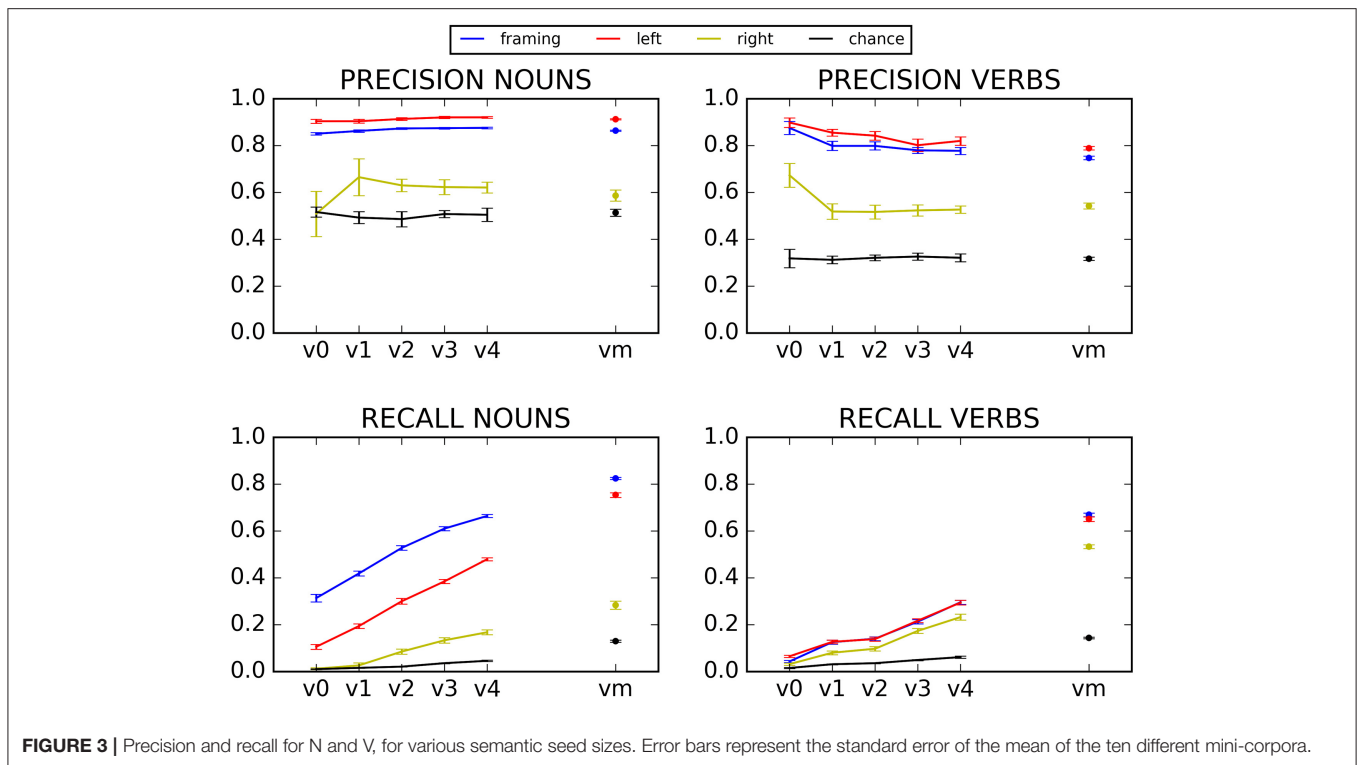 framing left right chance
PRECISION NOUNS
1.0
0.8
0.6
0.4
0.2
0.0
v0 v1 v2 v3 v4 vm
PRECISION VERBS
1.0
0.8
0.6
0.4
0.2
0.0
v0 v1 v2 v3 v4 vm
RECALL NOUNS
1.0
0.8
0.6
0.4
0.2
0.0
v0 v1 v2 v3 v4 vm
RECALL VERBS
1.0
0.8
0.6
0.4
0.2
0.0
v0 v1 v2 v3 v4 vm
FIGURE 3 | Precision and recall for N and V, for various semantic seed sizes. Error bars represent the standard error of the mean of the ten different mini-corpora.